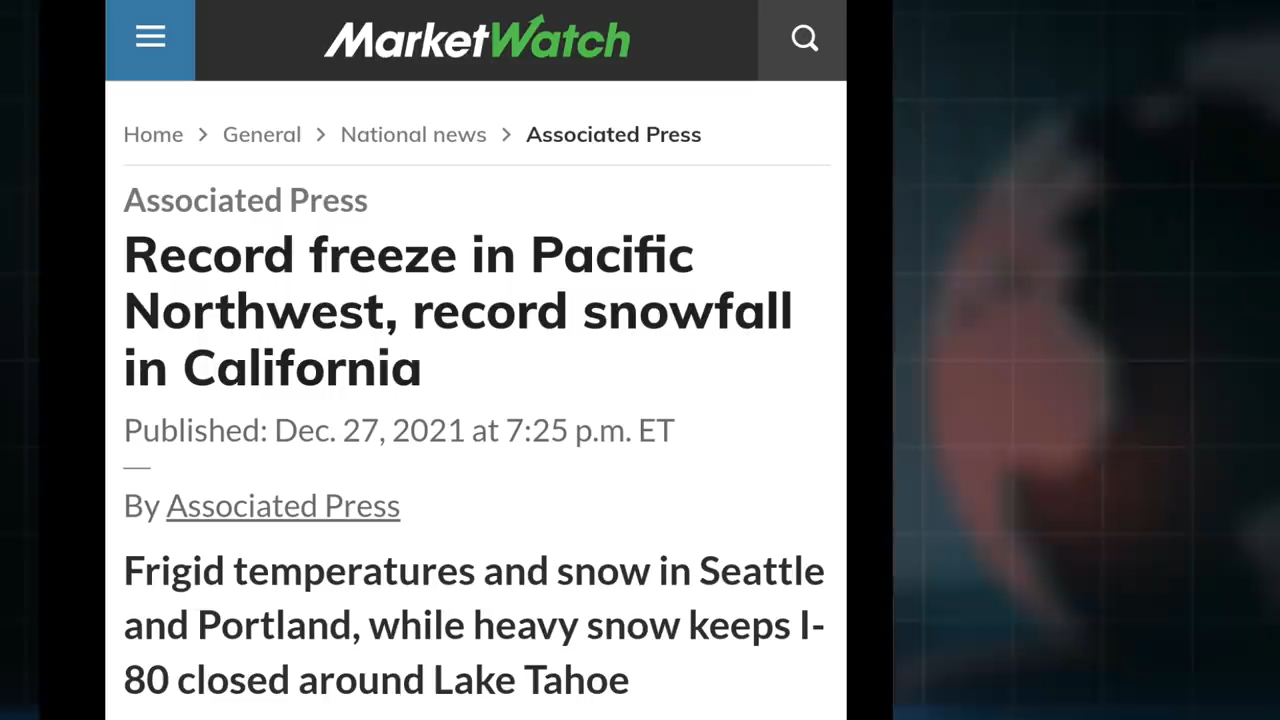 MarketWatch
Home > General > National news > Associated Press
Associated Press
Record freeze in Pacific
Northwest, record snowfall
in California
Published: Dec. 27, 2021 at 7:25 p.m. ET
By Associated Press
Frigid temperatures and snow in Seattle
and Portland, while heavy snow keeps I-
80 closed around Lake Tahoe